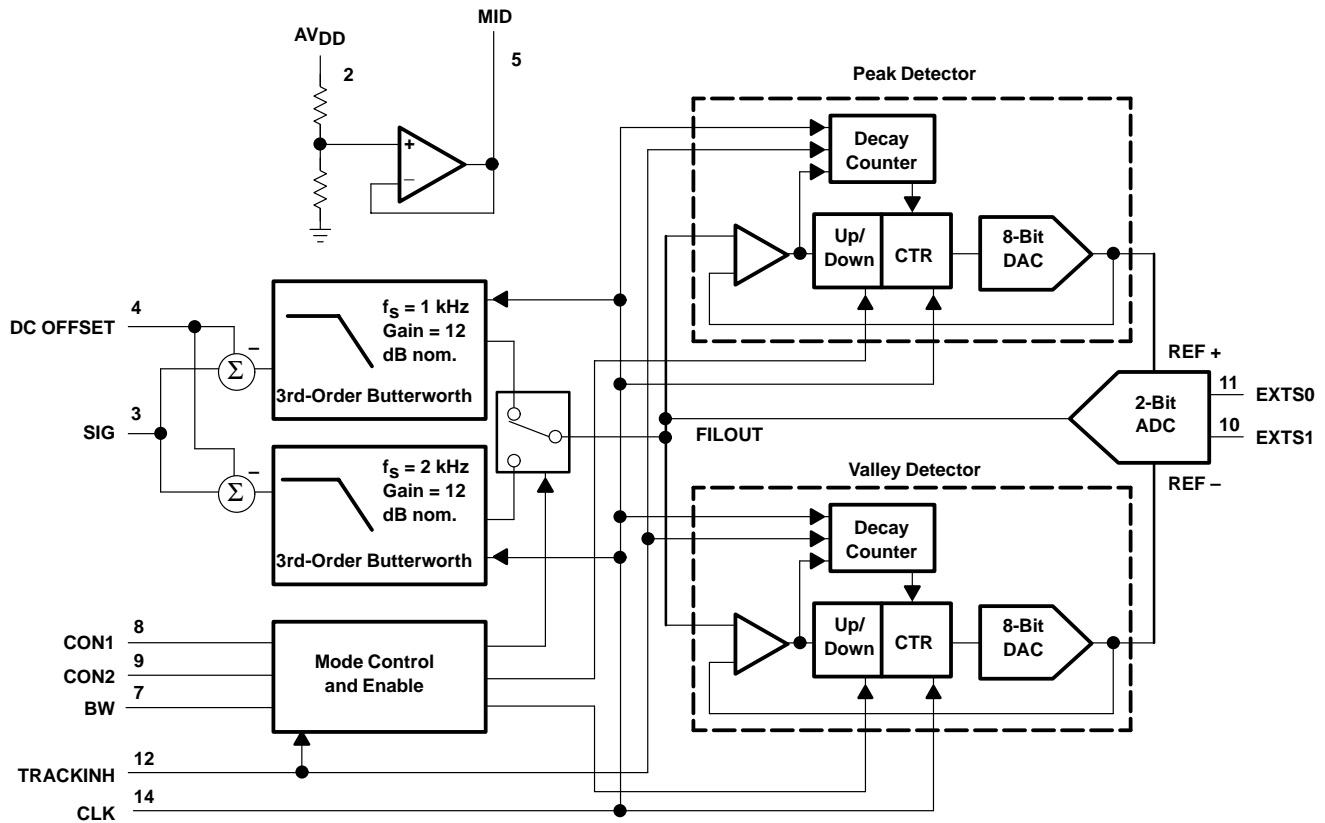 MID
AVDD
5
2
+
–
Peak Detector
Decay
Counter
Up/
Down
CTR
8-Bit
DAC
4
DC OFFSET
–
Σ
fs = 1 kHz
Gain = 12
dB nom.
3rd-Order Butterworth
3
SIG
–
Σ
fs = 2 kHz
Gain = 12
dB nom.
3rd-Order Butterworth
FILOUT
REF +
2-Bit
ADC
11
EXTS0
10
EXTS1
REF –
Valley Detector
Decay
Counter
Up/
Down
CTR
8-Bit
DAC
8
CON1
9
CON2
7
BW
Mode Control
and Enable
12
TRACKINH
14
CLK